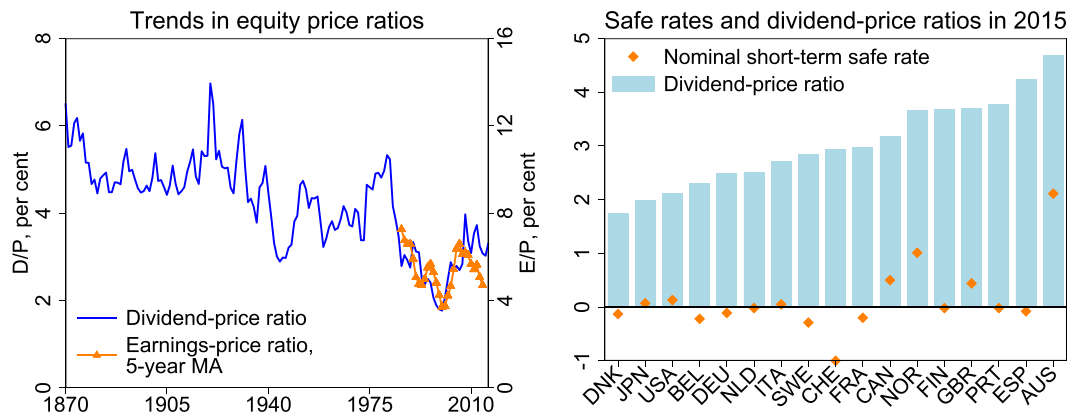 Trends in equity price ratios
8
6
4
2
0
D/P, per cent
16
12
8
4
0
E/P, per cent
Dividend-price ratio
Earnings-price ratio,
5-year MA
1870
1905
1940
1975
2010
Safe rates and dividend-price ratios in 2015
5
4
3
2
1
0
-1
Nominal short-term safe rate
Dividend-price ratio
DNK
JPN
USA
BEL
DEU
NLD
ITA
SWE
CHE
FRA
CAN
NOR
FIN
GBR
PRT
ESP
AUS